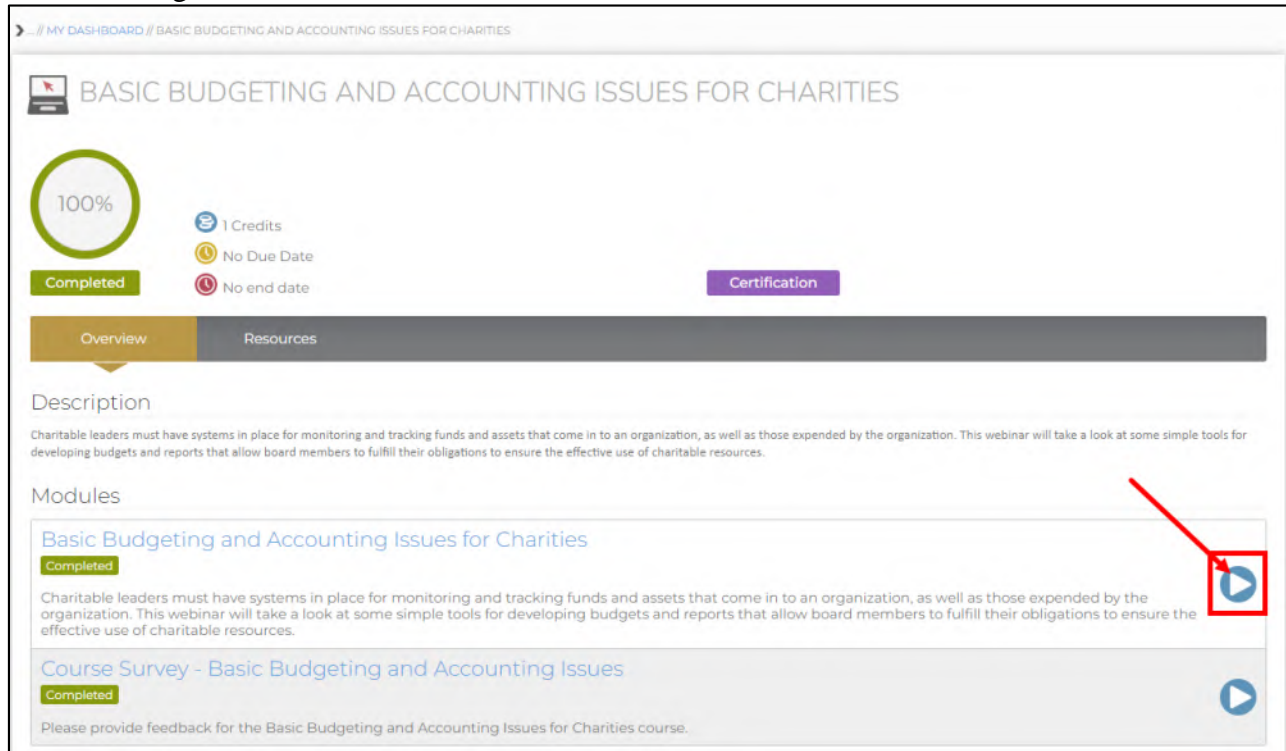 ... // MY DASHBOARD // BASIC BUDGETING AND ACCOUNTING ISSUES FOR CHARITIES
BASIC BUDGETING AND ACCOUNTING ISSUES FOR CHARITIES
100%
1 Credits
No Due Date
Completed
No end date
Certification
Overview
Resources
Description
Charitable leaders must have systems in place for monitoring and tracking funds and assets that come in to an organization, as well as those expended by the organization. This webinar will take a look at some simple tools for
developing budgets and reports that allow board members to fulfill their obligations to ensure the effective use of charitable resources.
Modules
Basic Budgeting and Accounting Issues for Charities
Completed
Charitable leaders must have systems in place for monitoring and tracking funds and assets that come in to an organization, as well as those expended by the
organization. This webinar will take a look at some simple tools for developing budgets and reports that allow board members to fulfill their obligations to ensure the
effective use of charitable resources.
Course Survey - Basic Budgeting and Accounting Issues
Completed
Please provide feedback for the Basic Budgeting and Accounting Issues for Charities course.